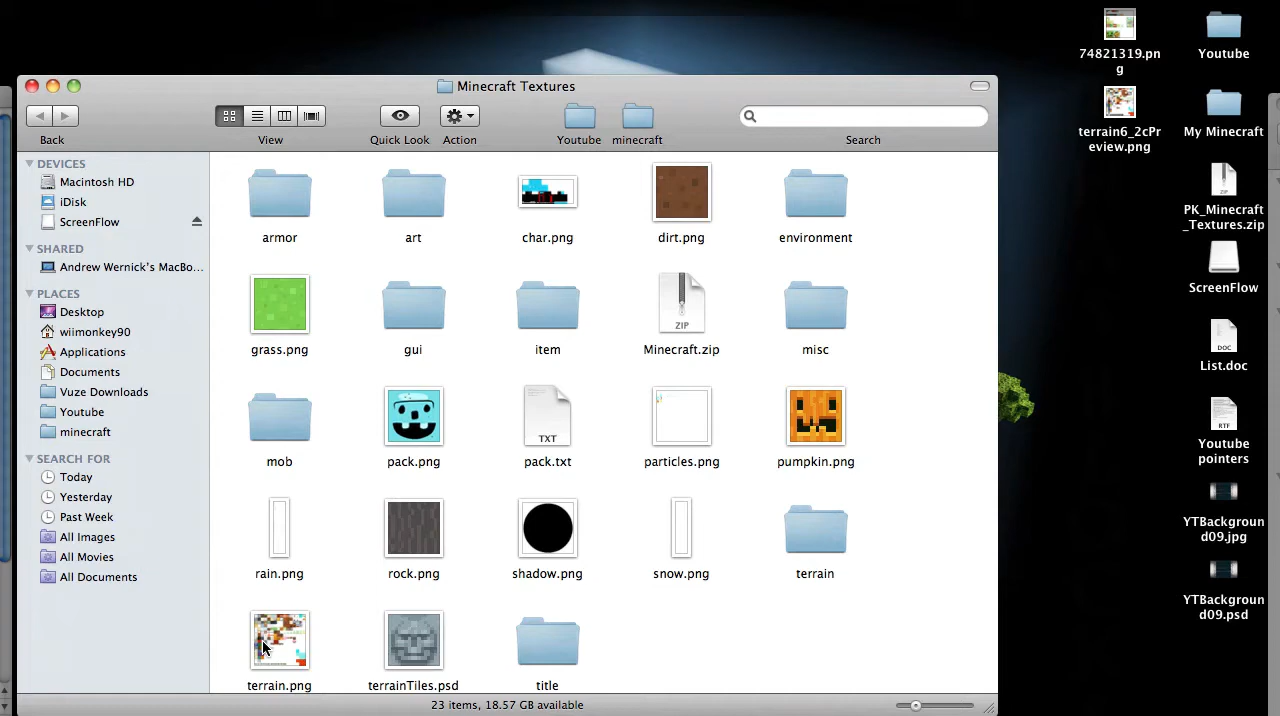 Minecraft Textures
Back
View
Quick Look
Action
Youtube
minecraft
Search
DEVICES
Macintosh HD
iDisk
ScreenFlow
SHARED
Andrew Wernick's MacBo...
PLACES
Desktop
wiimonkey90
Applications
Documents
Vuze Downloads
Youtube
minecraft
SEARCH FOR
Today
Yesterday
Past Week
All Images
All Movies
All Documents
armor
art
char.png
dirt.png
environment
grass.png
gui
item
ZIP
Minecraft.zip
misc
mob
pack.png
TXT
pack.txt
particles.png
pumpkin.png
rain.png
rock.png
shadow.png
snow.png
terrain
terrain.png
terrainTiles.psd
title
23 items, 18.57 GB available
74821319.pn
g
terrain6_2cPr
eview.png
Youtube
My Minecraft
ZIP
PK_Minecraft
_Textures.zip
ScreenFlow
DOC
List.doc
RTF
Youtube
pointers
YTBackgroun
d09.jpg
YTBackgroun
d09.psd